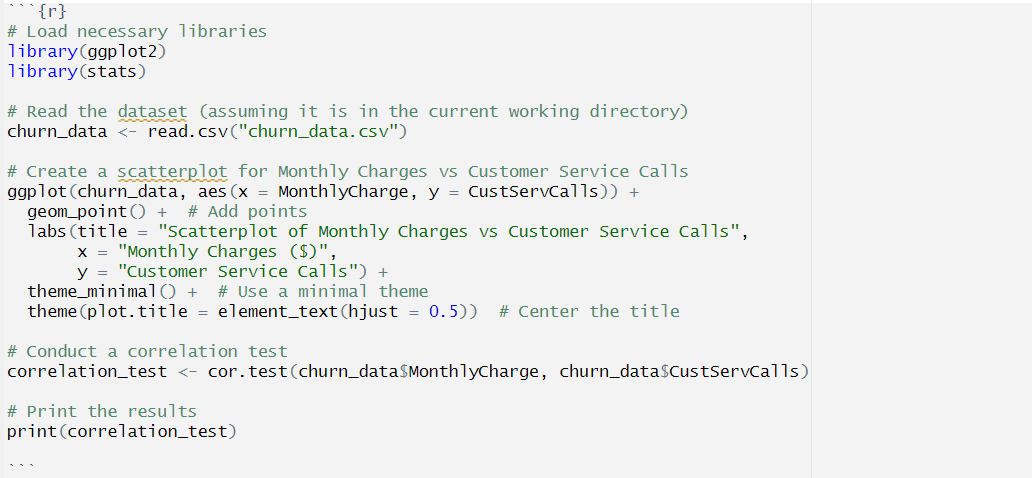 ```{r}
# Load necessary libraries
library(ggplot2)
library(stats)
# Read the dataset (assuming it is in the current working directory)
churn_data <- read.csv("churn_data.csv")
# Create a scatterplot for Monthly Charges vs Customer Service Calls
ggplot(churn_data, aes(x = MonthlyCharge, y = CustServCalls)) +
  geom_point() +  # Add points
  labs(title = "Scatterplot of Monthly Charges vs Customer Service Calls",
       x = "Monthly Charges ($)",
       y = "Customer Service Calls") +
  theme_minimal() +  # Use a minimal theme
  theme(plot.title = element_text(hjust = 0.5))  # Center the title
# Conduct a correlation test
correlation_test <- cor.test(churn_data$MonthlyCharge, churn_data$CustServCalls)
# Print the results
print(correlation_test)
```